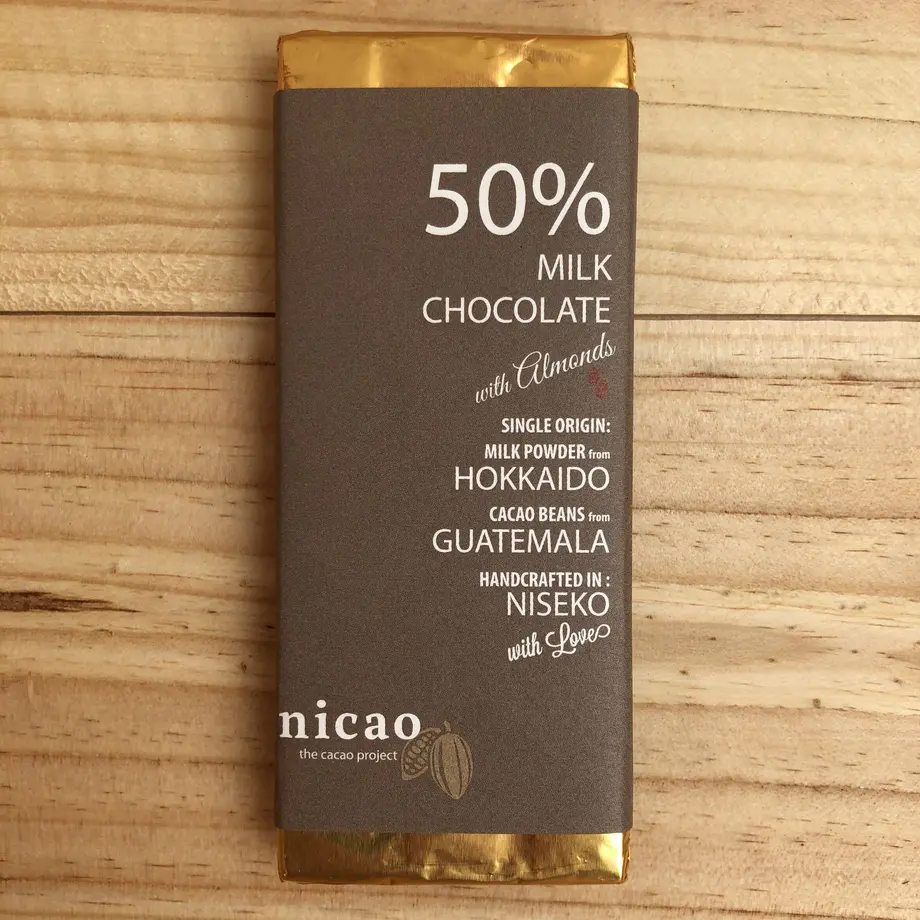 50%
MILK
CHOCOLATE
with Almonds
SINGLE ORIGIN:
MILK POWDER from
HOKKAIDO
CACAO BEANS from
GUATEMALA
HANDCRAFTED IN :
NISEKO
with Love
nicao
the cacao project